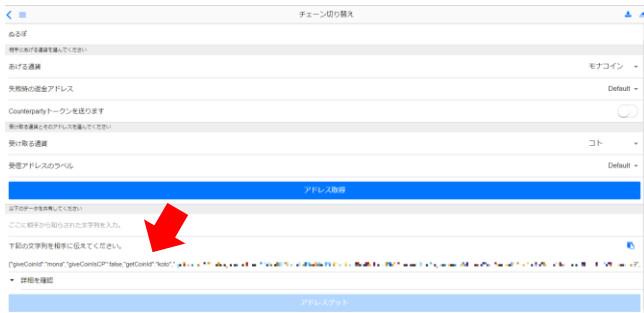 チェーン切り替え
ぬるぽ
相手にあげる通貨を選んでください
あげる通貨 モナコイン
失敗時の返金アドレス Default
Counterpartyトークンを送ります
受け取る通貨とそのアドレスを選んでください
受け取る通貨 コト
受信アドレスのラベル Default
アドレス取得
以下のデータを共有してください
ここに相手から知らされた文字列を入力。
下記の文字列を相手に伝えてください。
{"giveCoinId":"mona","giveCoinIsCP":false,"getCoinId":"koto","
詳細を確認
アドレスゲット